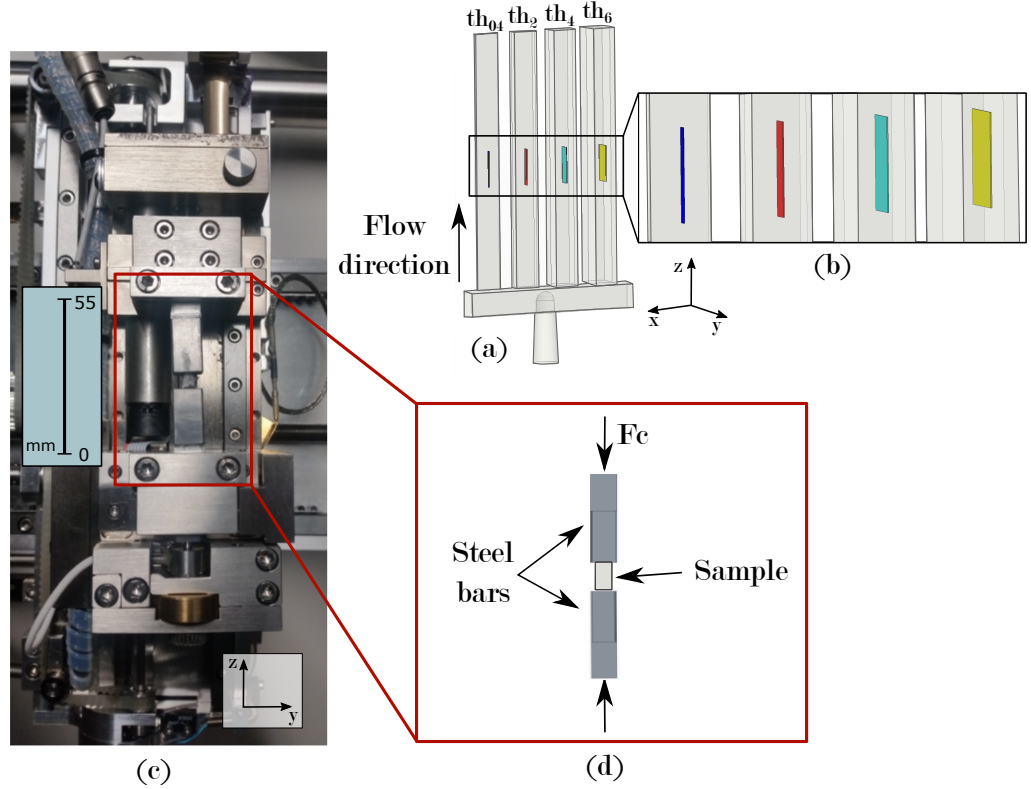 th04 th2 th4 th6
Flow
direction
(a)
z
x
y
(b)
55
mm
0
z
y
(c)
Fc
Steel
bars
Sample
(d)